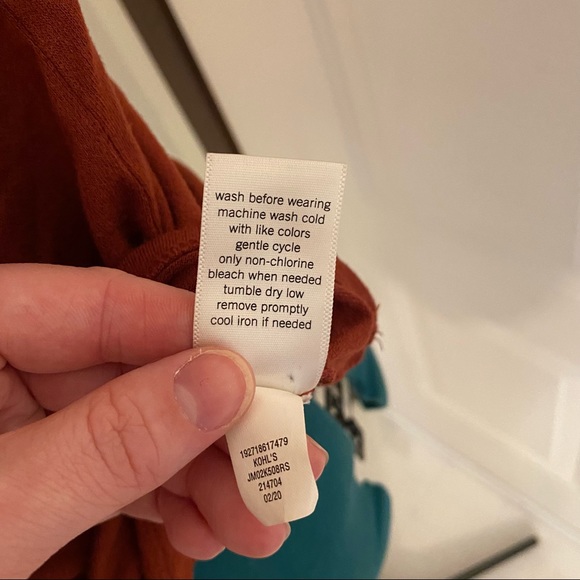 wash before wearing
machine wash cold
with like colors
gentle cycle
only non-chlorine
bleach when needed
tumble dry low
remove promptly
cool iron if needed
192718617479
KOHL'S
JM02K508RS
214704
02/20